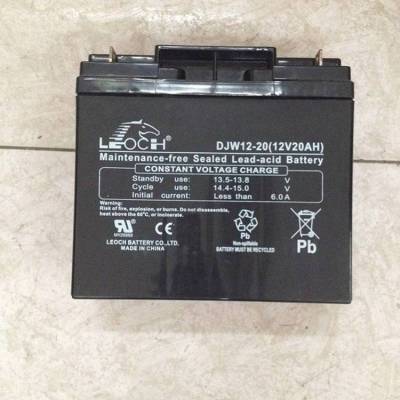 LEOCH
DJW12-20(12V20AH)
Maintenance-free Sealed Lead-acid Battery
CONSTANT VOLTAGE CHARGE
Standby use: 13.5-13.8 V
Cycle use: 14.4-15.0 V
Initial current: Less than 6.0A
Warning:
Risk of fire, explosion, or burns. Do not disassemble,
heat above the 60°C, or incinerate.
MH29968
LEOCH BATTERY CO.,LTD.
MADE IN CHINA
Pb
Non-spillable
BATTERY MUST BE RECYCLED
Pb